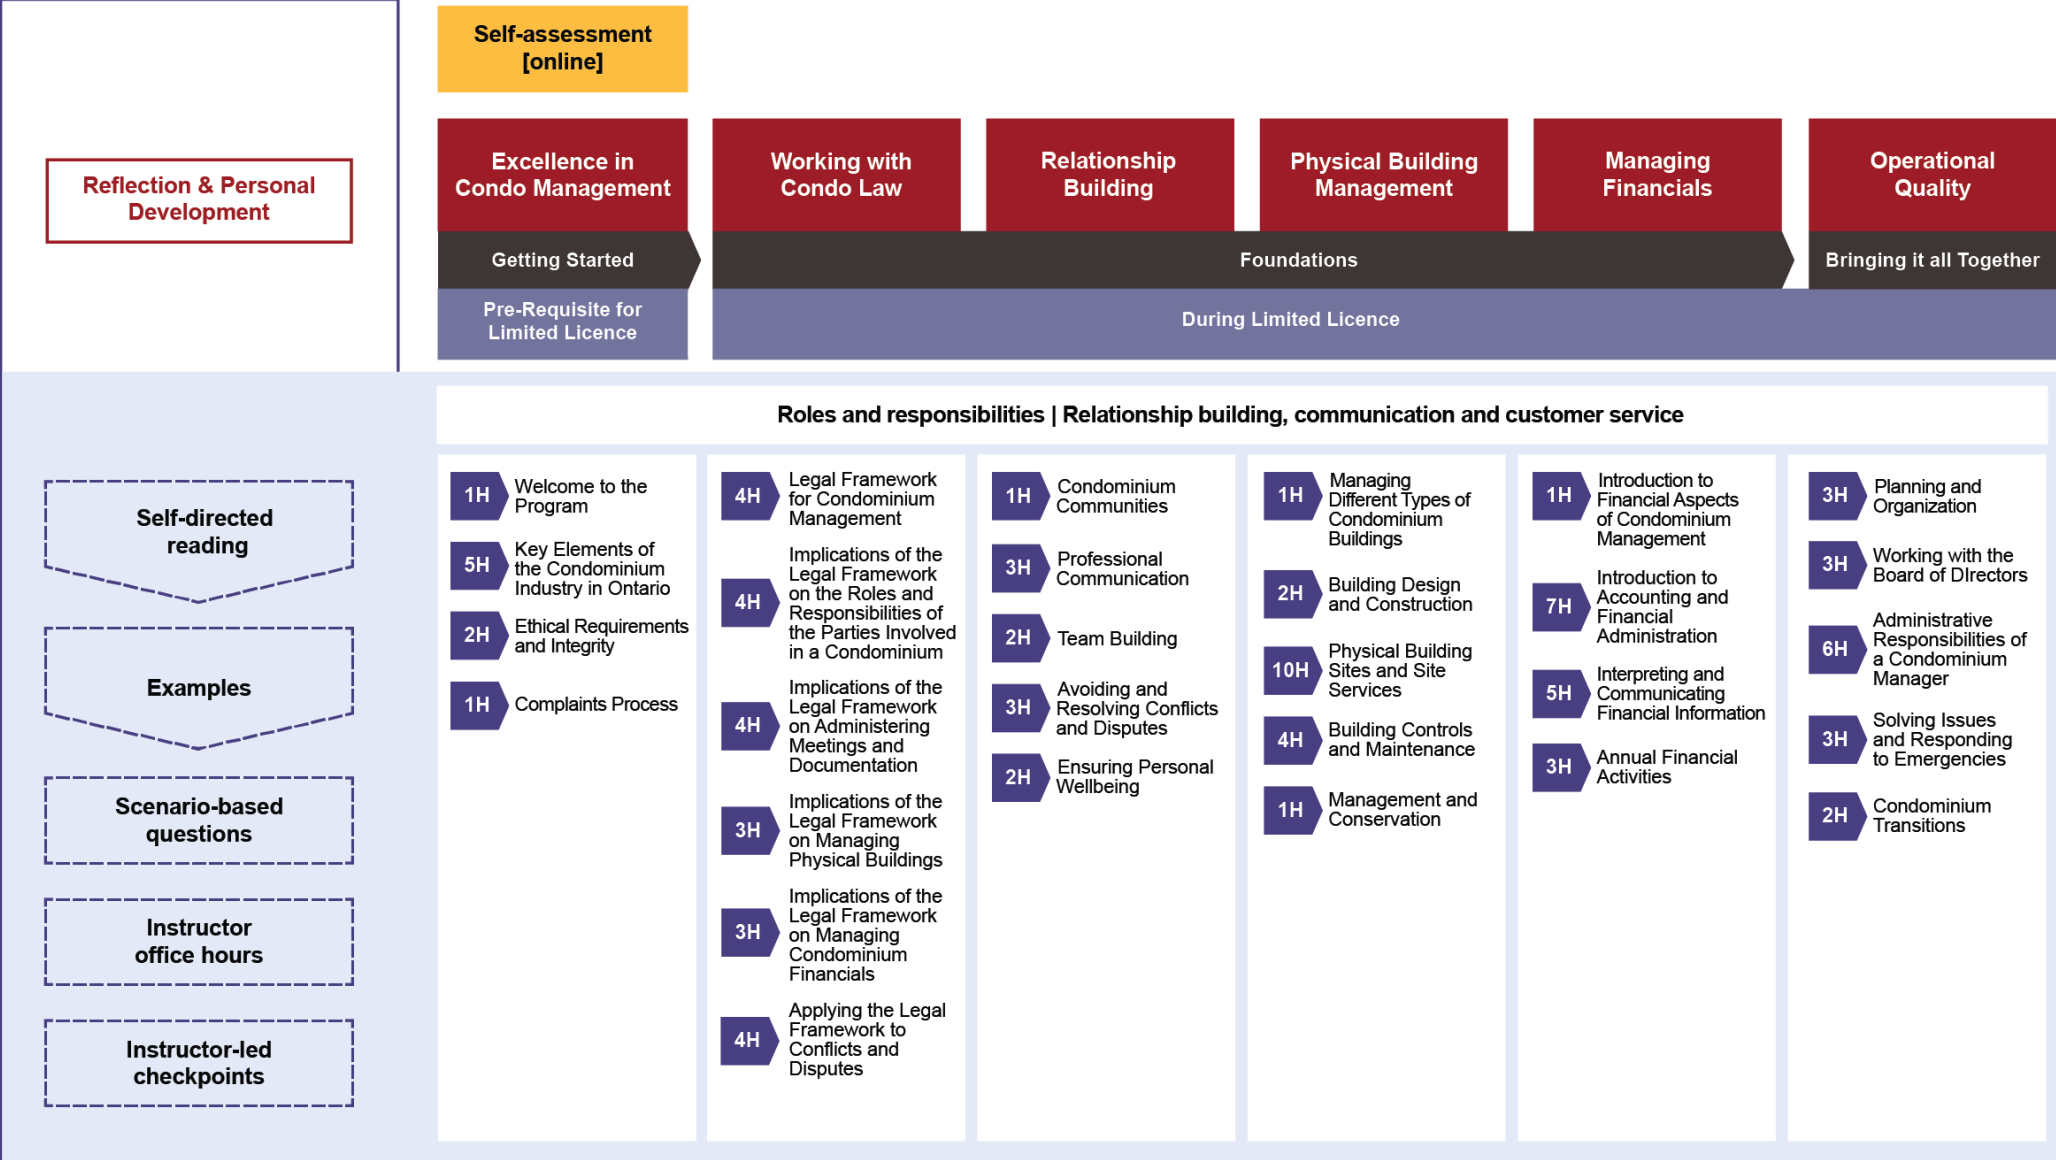 Self-assessment
[online]
Reflection & Personal
Development
Excellence in
Condo Management
Working with
Condo Law
Relationship
Building
Physical Building
Management
Managing
Financials
Operational
Quality
Getting Started
Foundations
Bringing it all Together
Pre-Requisite for
Limited Licence
During Limited Licence
Roles and responsibilities | Relationship building, communication and customer service
Self-directed
reading
Examples
Scenario-based
questions
Instructor
office hours
Instructor-led
checkpoints
1H
Welcome to the
Program
5H
Key Elements of
the Condominium
Industry in Ontario
2H
Ethical Requirements
and Integrity
1H
Complaints Process
4H
Legal Framework
for Condominium
Management
4H
Implications of the
Legal Framework
on the Roles and
Responsibilities of
the Parties Involved
in a Condominium
4H
Implications of the
Legal Framework
on Administering
Meetings and
Documentation
3H
Implications of the
Legal Framework
on Managing
Physical Buildings
3H
Implications of the
Legal Framework
on Managing
Condominium
Financials
4H
Applying the Legal
Framework to
Conflicts and
Disputes
1H
Condominium
Communities
3H
Professional
Communication
2H
Team Building
3H
Avoiding and
Resolving Conflicts
and Disputes
2H
Ensuring Personal
Wellbeing
1H
Managing
Different Types of
Condominium
Buildings
2H
Building Design
and Construction
10H
Physical Building
Sites and Site
Services
4H
Building Controls
and Maintenance
1H
Management and
Conservation
1H
Introduction to
Financial Aspects
of Condominium
Management
7H
Introduction to
Accounting and
Financial
Administration
5H
Interpreting and
Communicating
Financial Information
3H
Annual Financial
Activities
3H
Planning and
Organization
3H
Working with the
Board of DIrectors
6H
Administrative
Responsibilities of
a Condominium
Manager
3H
Solving Issues
and Responding
to Emergencies
2H
Condominium
Transitions